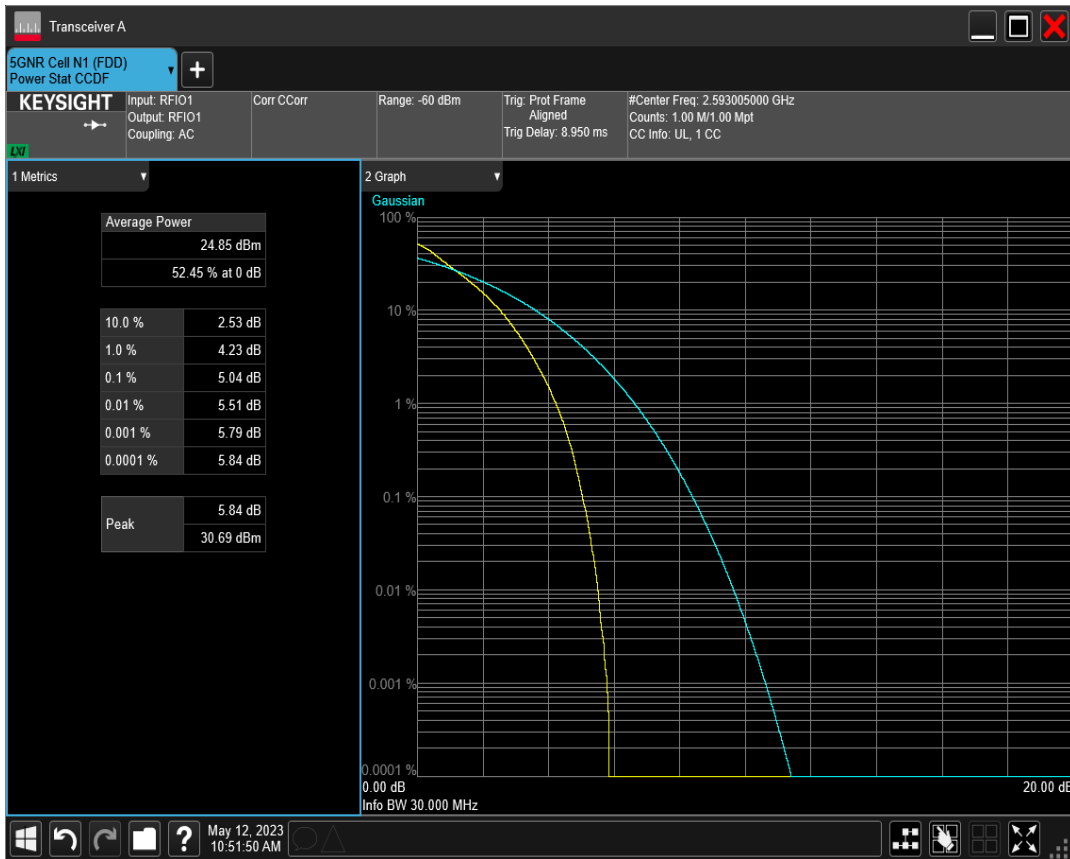 Transceiver A
5GNR Cell N1 (FDD)
Power Stat CCDF
+
KEYSIGHT
LXI
Input: RFIO1
Output: RFIO1
Coupling: AC
Corr CCorr
Range: -60 dBm
Trig: Prot Frame
Aligned
Trig Delay: 8.950 ms
#Center Freq: 2.593005000 GHz
Counts: 1.00 M/1.00 Mpt
CC Info: UL, 1 CC
1 Metrics
Average Power
24.85 dBm
52.45 % at 0 dB
10.0 % 2.53 dB
1.0 % 4.23 dB
0.1 % 5.04 dB
0.01 % 5.51 dB
0.001 % 5.79 dB
0.0001 % 5.84 dB
Peak 5.84 dB
30.69 dBm
2 Graph
Gaussian
100 %
10 %
1 %
0.1 %
0.01 %
0.001 %
0.0001 %
0.00 dB 20.00 dB
Info BW 30.000 MHz
?
May 12, 2023
10:51:50 AM